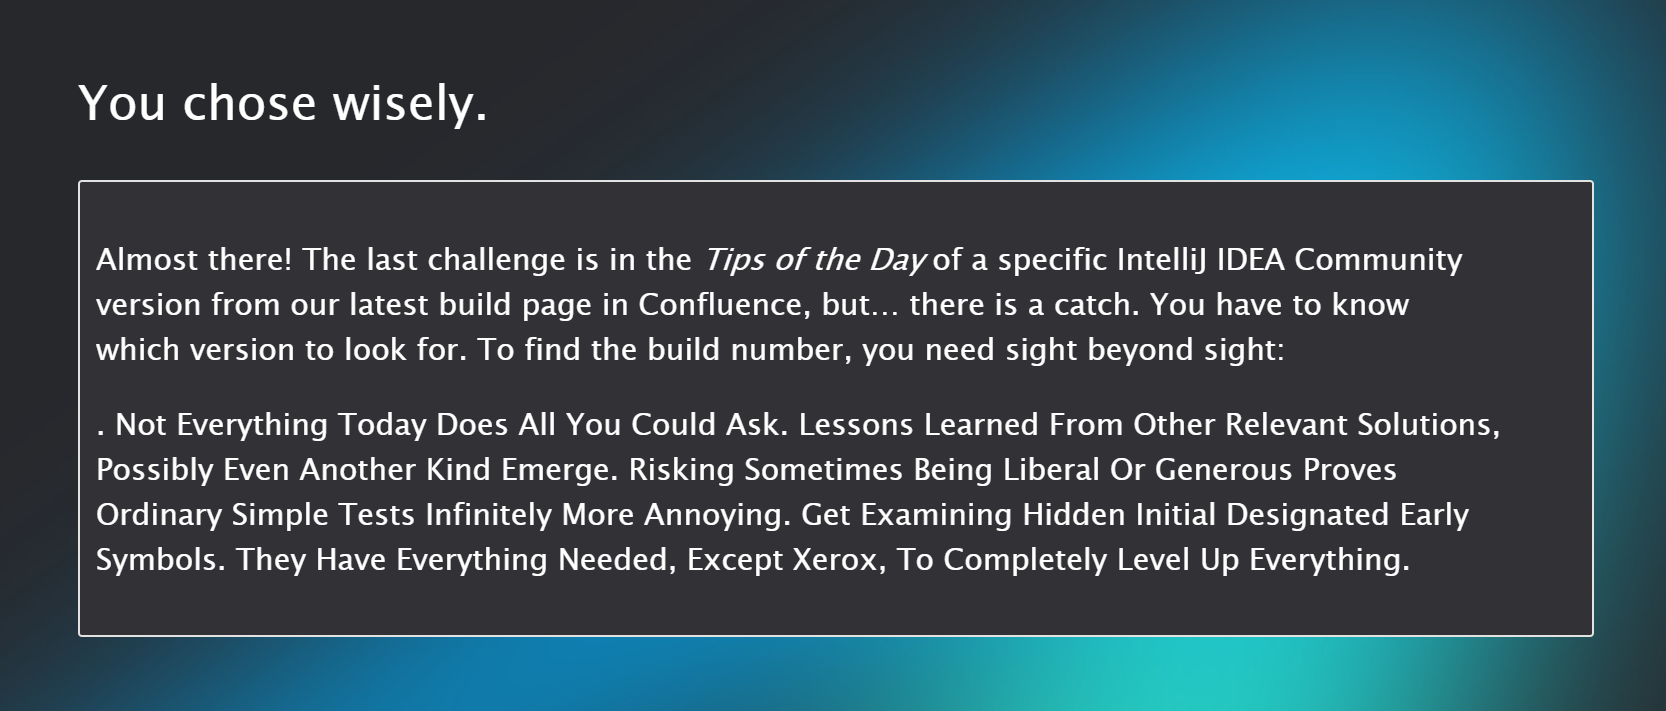 You chose wisely.
Almost there! The last challenge is in the Tips of the Day of a specific IntelliJ IDEA Community
version from our latest build page in Confluence, but… there is a catch. You have to know
which version to look for. To find the build number, you need sight beyond sight:
. Not Everything Today Does All You Could Ask. Lessons Learned From Other Relevant Solutions,
Possibly Even Another Kind Emerge. Risking Sometimes Being Liberal Or Generous Proves
Ordinary Simple Tests Infinitely More Annoying. Get Examining Hidden Initial Designated Early
Symbols. They Have Everything Needed, Except Xerox, To Completely Level Up Everything.